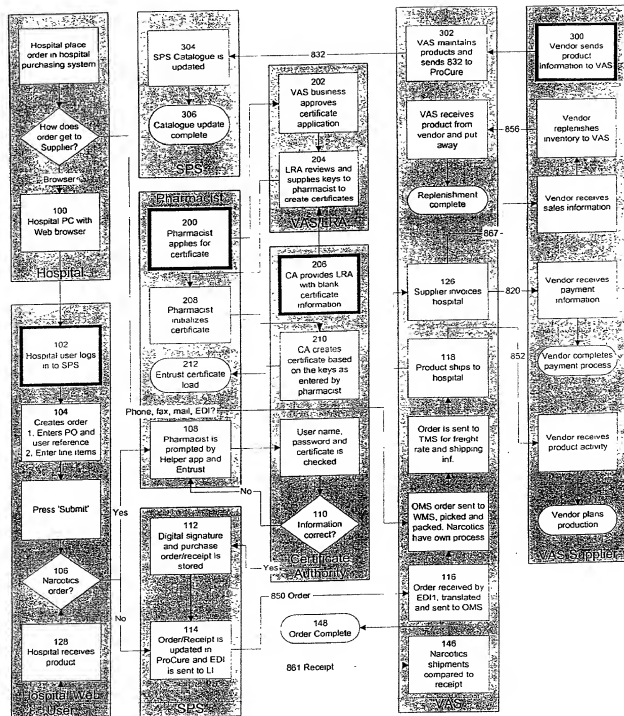 Hospital place
order in hospital
purchasing system
How does
order get to
Supplier?
Browser
100
Hospital PC with
Web browser
Hospital
102
Hospital user logs
in to SPS
104
Creates order
1. Enters PO and
user reference
2. Enter line items
Press 'Submit'
106
Narcotics
order?
Yes
No
128
Hospital receives
product
Hospital Web
User
304
SPS Catalogue is
updated
306
Catalogue update
complete
SPS
Pharmacist
200
Pharmacist
applies for
certificate
208
Pharmacist
initializes
certificate
212
Entrust certificate
load
Phone, fax, mail, EDI?
108
Pharmacist is
prompted by
Helper app and
Entrust
No
112
Digital signature
and purchase
order/receipt is
stored
Yes
114
Order/Receipt is
updated in
ProCure and EDI
is sent to LI
SPS
202
VAS business
approves
certificate
application
204
LRA reviews and
supplies keys to
pharmacist to
create certificates
VAS LRA
206
CA provides LRA
with blank
certificate
information
210
CA creates
certificate based
on the keys as
entered by
pharmacist
User name,
password and
certificate is
checked
110
Information
correct?
Certificate
Authority
850 Order
148
Order Complete
861 Receipt
832
302
VAS maintains
products and
sends 832 to
ProCure
VAS receives
product from
vendor and put
away
856
Replenishment
complete
867
126
Supplier invoices
hospital
820
118
Product ships to
hospital
852
Order is sent to
TMS for freight
rate and shipping
inf.
OMS order sent to
WMS, picked and
packed. Narcotics
have own process
116
Order received by
EDI1, translated
and sent to OMS
146
Narcotics
shipments
compared to
receipt
VAS
300
Vendor sends
product
information to VAS
Vendor
replenishes
inventory to VAS
Vendor receives
sales information
Vendor receives
payment
information
Vendor completes
payment process
Vendor receives
product activity
Vendor plans
production
VAS Supplier